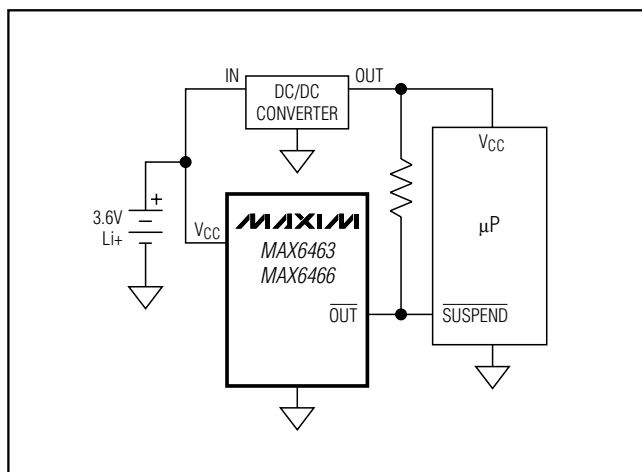 IN
OUT
DC/DC
CONVERTER
VCC
+
3.6V
Li+
VCC
MAXIM
MAX6463
MAX6466
μP
OUT
SUSPEND